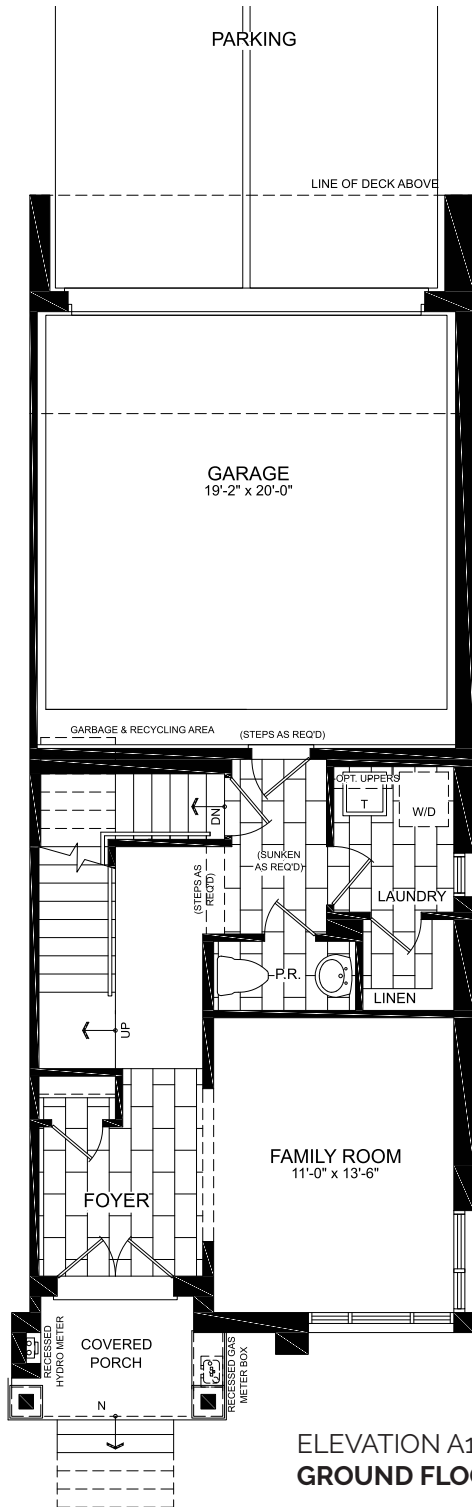 PARKING
LINE OF DECK ABOVE
GARAGE
19'-2" x 20'-0"
GARBAGE & RECYCLING AREA
(STEPS AS REQ'D)
OPT. UPPERS
T
W/D
DN
(SUNKEN
AS REQ'D)
(STEPS AS
REQ'D)
LAUNDRY
P.R.
LINEN
UP
FAMILY ROOM
11'-0" x 13'-6"
FOYER
RECESSED
HYDRO METER
COVERED
PORCH
RECESSED GAS
METER BOX
N
ELEVATION A1